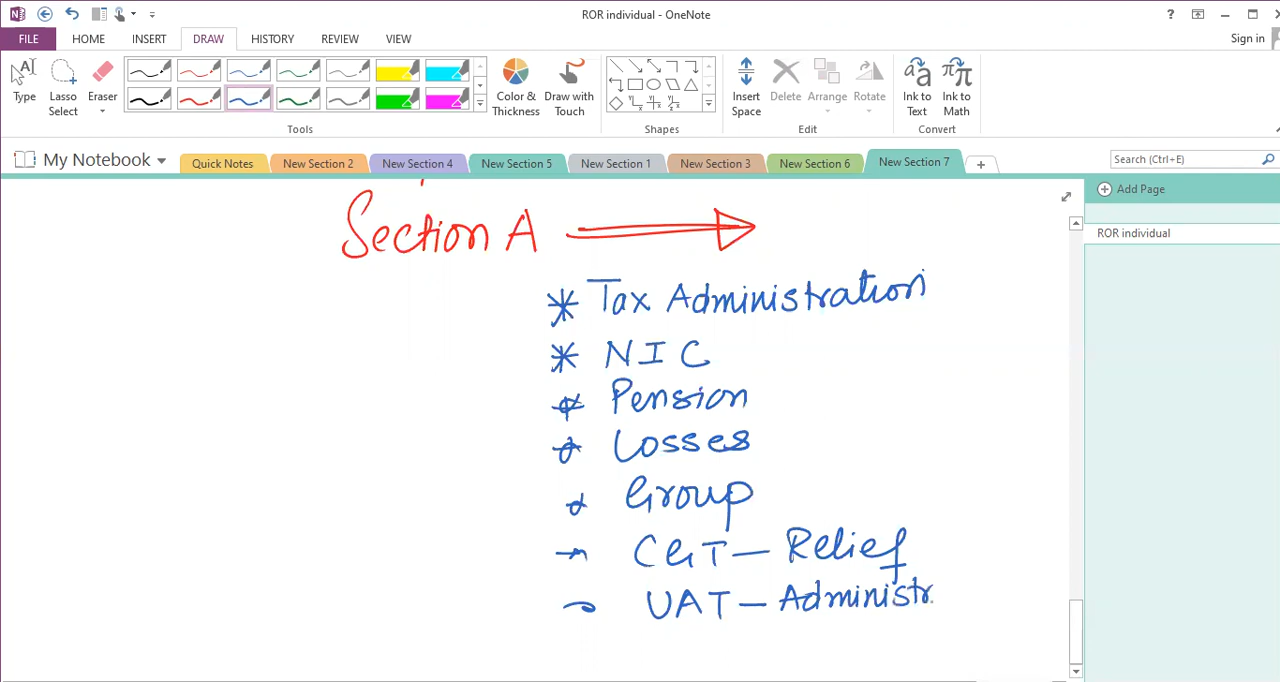 ROR individual - OneNote
?
FILE HOME INSERT DRAW HISTORY REVIEW VIEW
Sign in
Type
Lasso Select
Eraser
Color & Thickness
Draw with Touch
Insert Space
Delete
Arrange
Rotate
Ink to Text
Ink to Math
Tools Shapes Edit Convert
My Notebook Quick Notes New Section 2 New Section 4 New Section 5 New Section 1 New Section 3 New Section 6 New Section 7
Search (Ctrl+E)
Add Page
ROR individual
Section A
* Tax Administration
* NIC
* Pension
* Losses
* Group
CGT - Relief
VAT - Administr